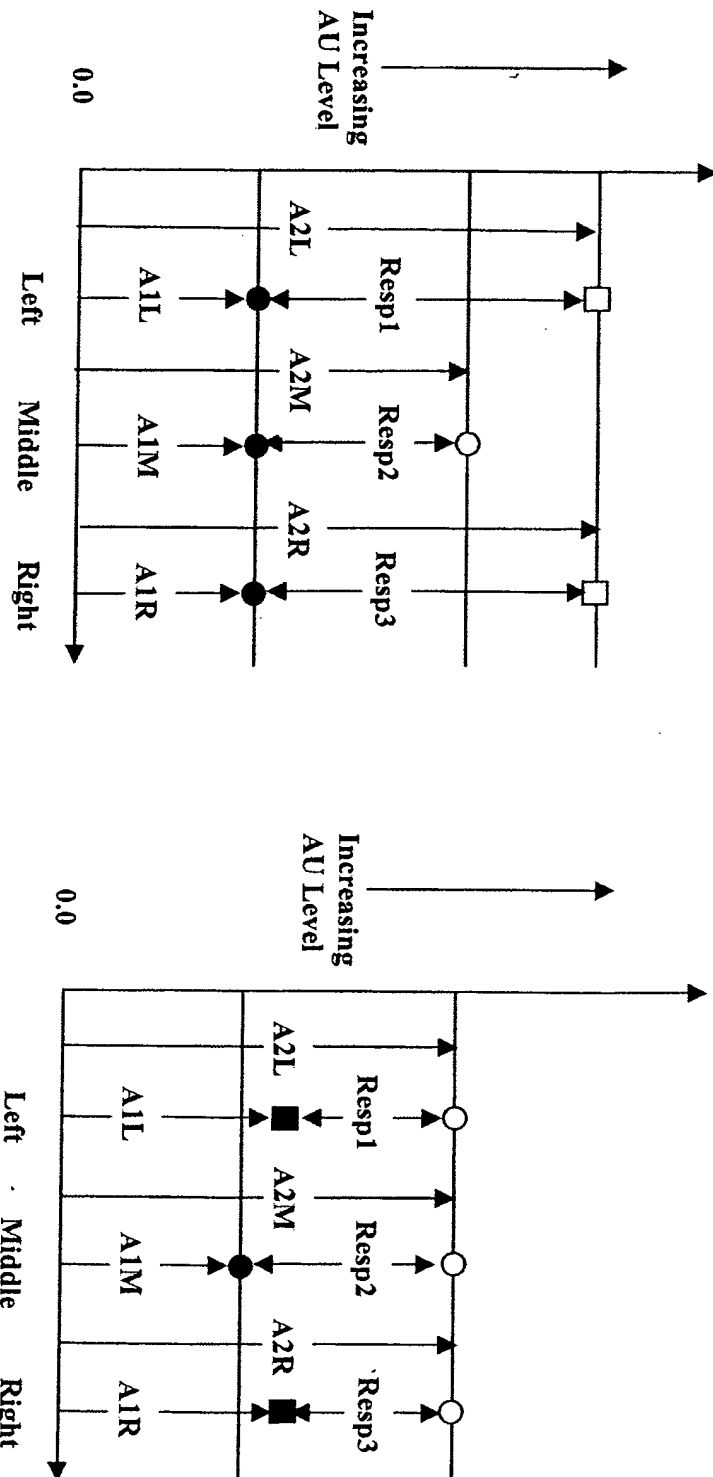 Increasing
AU Level
Resp1 Resp2 Resp3
A2L A2M A2R
A1L A1M A1R
0.0
Left Middle Right
Increasing
AU Level
Resp1 Resp2 Resp3
A2L A2M A2R
A1L A1M A1R
0.0
Left Middle Right